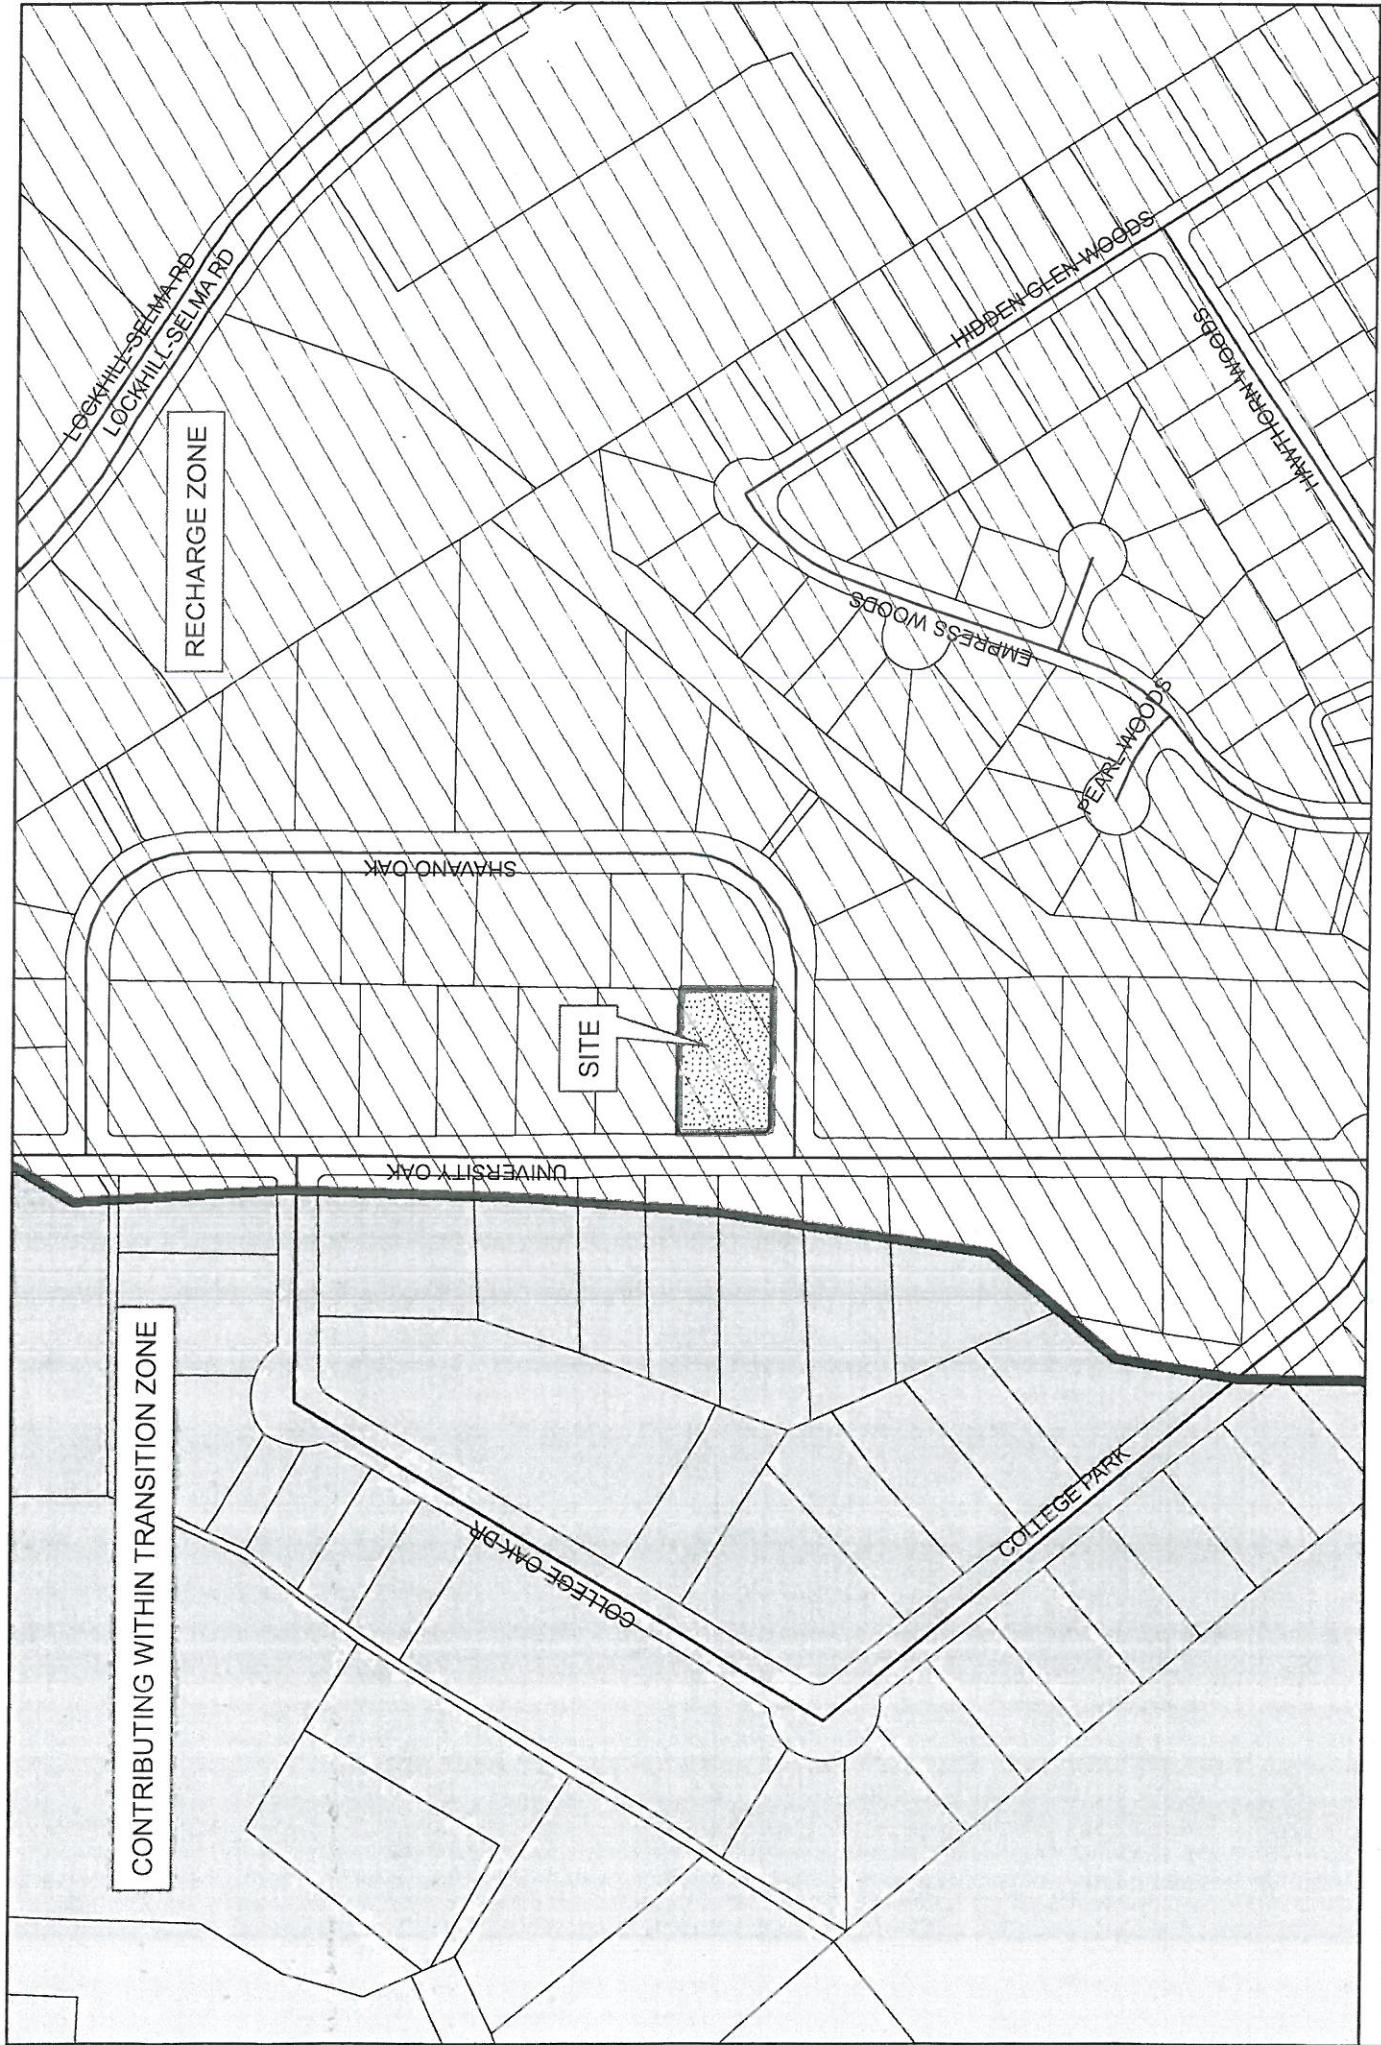 LOCKHILL-SELMA RD
LOCKHILL-SELMA RD
RECHARGE ZONE
HIDDEN GLEN WOODS
HAWTHORN WOODS
EMPRESS WOODS
PEARL WOODS
SHAVANO OAK
SITE
UNIVERSITY OAK
CONTRIBUTING WITHIN TRANSITION ZONE
COLLEGE OAK DR
COLLEGE PARK